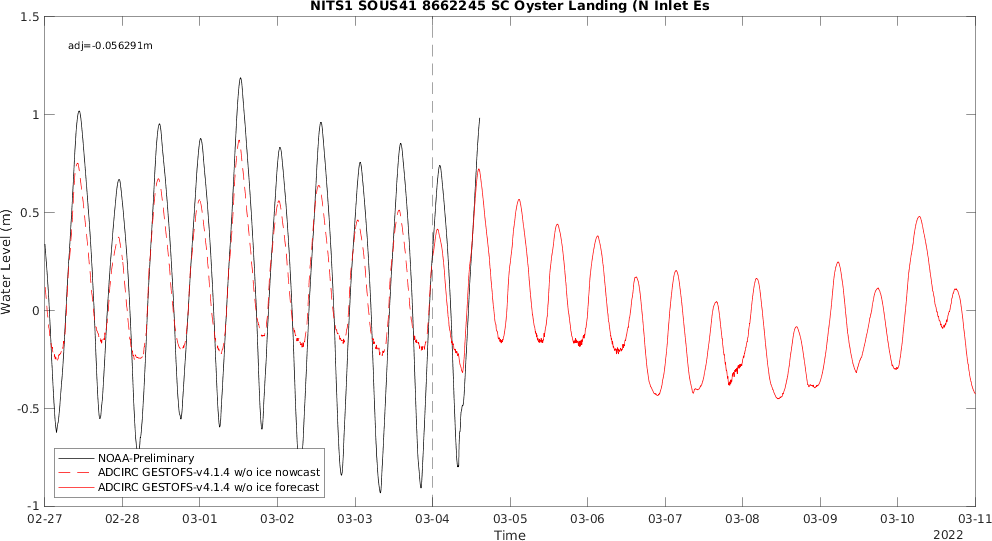 NITS1 SOUS41 8662245 SC Oyster Landing (N Inlet Es
adj=-0.056291m
1.5
1
0.5
0
-0.5
-1
Water Level (m)
NOAA-Preliminary
ADCIRC GESTOFS-v4.1.4 w/o ice nowcast
ADCIRC GESTOFS-v4.1.4 w/o ice forecast
02-27 02-28 03-01 03-02 03-03 03-04 03-05 03-06 03-07 03-08 03-09 03-10 03-11
Time
2022